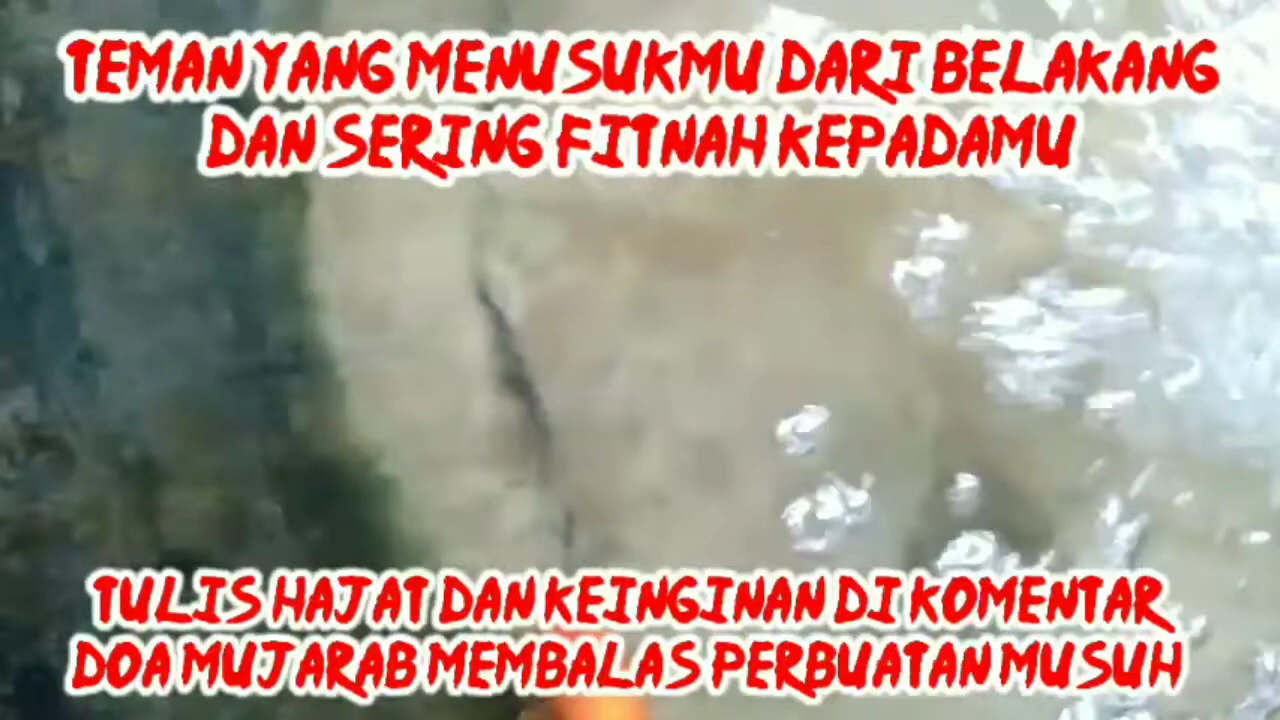 TEMAN YANG MENUSUKMU DARI BELAKANG
DAN SERING FITNAH KEPADAMU
TULIS HAJAT DAN KEINGINAN DI KOMENTAR
DOA MUJARAB MEMBALAS PERBUATAN MUSUH